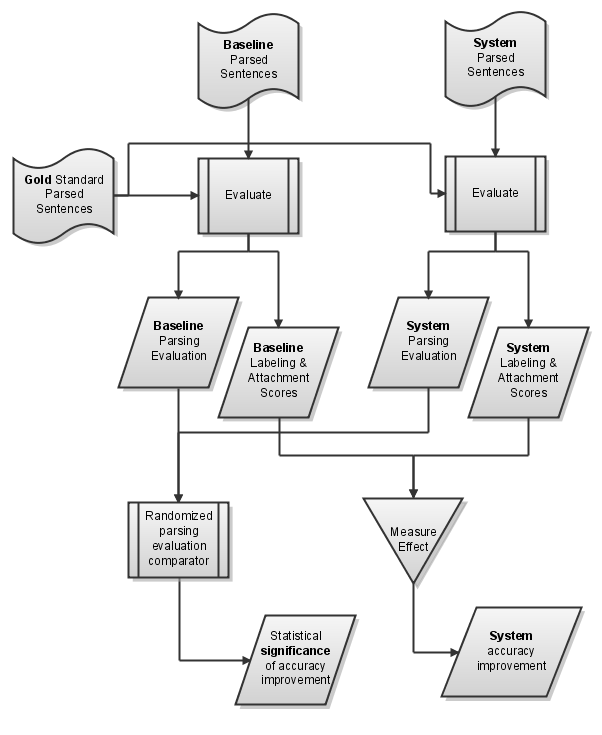 Baseline
Parsed
Sentences
System
Parsed
Sentences
Gold Standard
Parsed
Sentences
Evaluate
Evaluate
Baseline
Parsing
Evaluation
Baseline
Labeling &
Attachment
Scores
System
Parsing
Evaluation
System
Labeling &
Attachment
Scores
Randomized
parsing
evaluation
comparator
Measure
Effect
Statistical
significance
of accuracy
improvement
System
accuracy
improvement